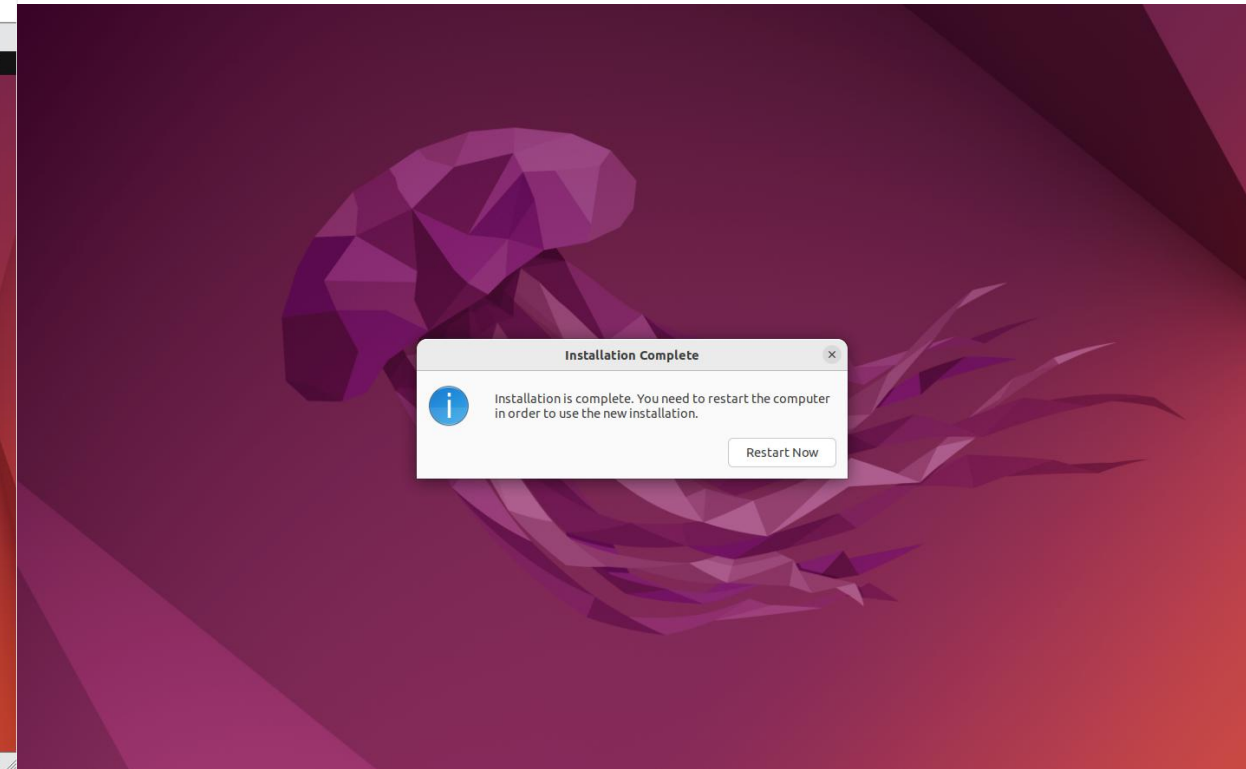 Installation Complete
Installation is complete. You need to restart the computer
in order to use the new installation.
Restart Now